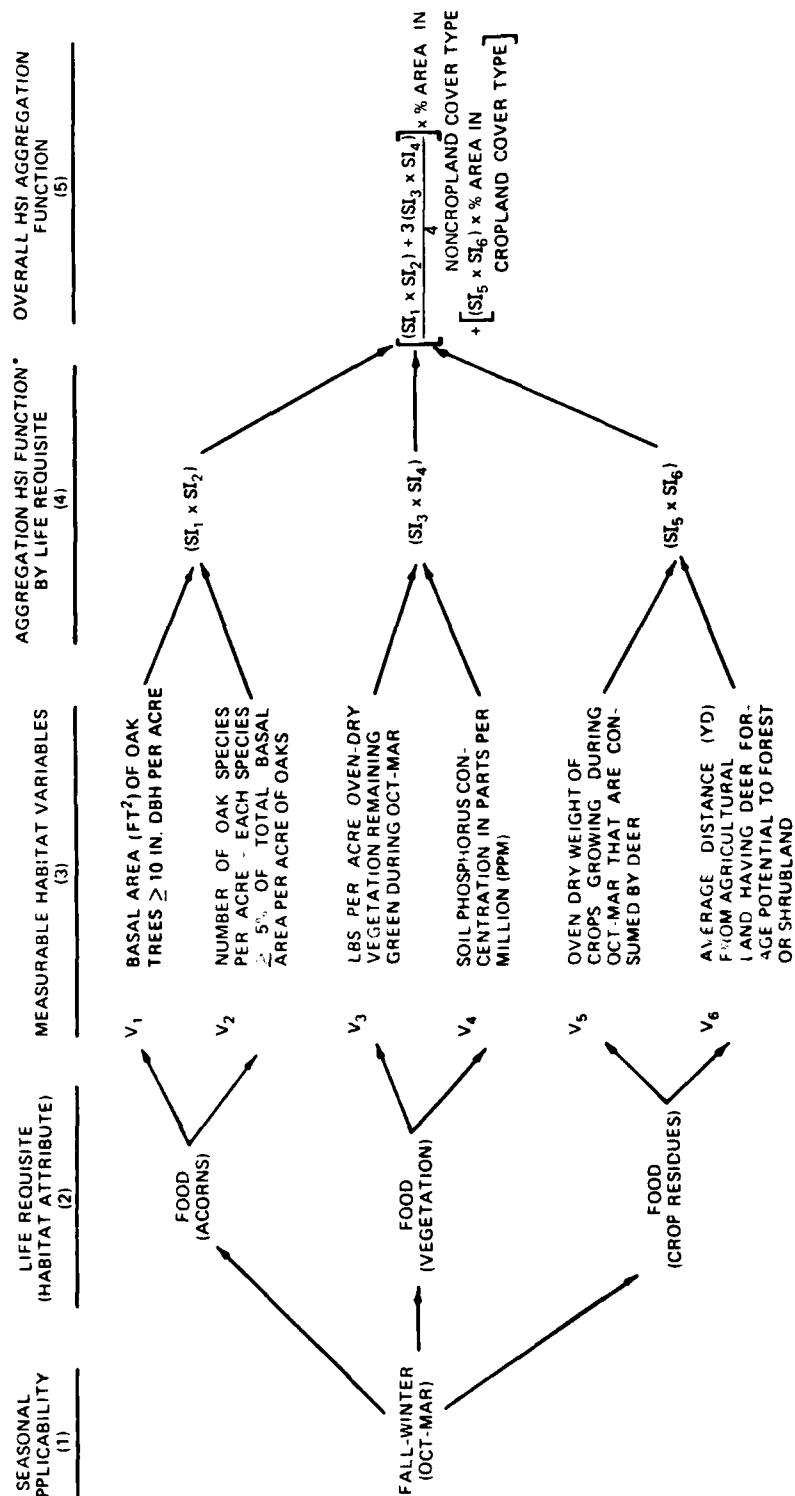 SEASONAL
PPLICABILITY
(1)
LIFE REQUISITE
(HABITAT ATTRIBUTE)
(2)
MEASURABLE HABITAT VARIABLES
(3)
AGGREGATION HSI FUNCTION*
BY LIFE REQUISITE
(4)
OVERALL HSI AGGREGATION
FUNCTION
(5)
FALL-WINTER
(OCT-MAR)
FOOD
(ACORNS)
FOOD
(VEGETATION)
FOOD
(CROP RESIDUES)
V₁
BASAL AREA (FT²) OF OAK
TREES ≥ 10 IN. DBH PER ACRE
V₂
NUMBER OF OAK SPECIES
PER ACRE - EACH SPECIES
≥ 5% OF TOTAL BASAL
AREA PER ACRE OF OAKS
V₃
LBS PER ACRE OVEN-DRY
VEGETATION REMAINING
GREEN DURING OCT-MAR
V₄
SOIL PHOSPHORUS CON-
CENTRATION IN PARTS PER
MILLION (PPM)
V₅
OVEN DRY WEIGHT OF
CROPS GROWING DURING
OCT-MAR THAT ARE CON-
SUMED BY DEER
V₆
AVERAGE DISTANCE (YD)
FROM AGRICULTURAL
LAND HAVING DEER FOR-
AGE POTENTIAL TO FOREST
OR SHRUBLAND
(SI₁ x SI₂)
(SI₃ x SI₄)
(SI₅ x SI₆)
[(SI₁ x SI₂) + 3(SI₃ x SI₄)] x % AREA IN
4
NONCROPLAND COVER TYPE
+ [(SI₅ x SI₆) x % AREA IN
CROPLAND COVER TYPE]